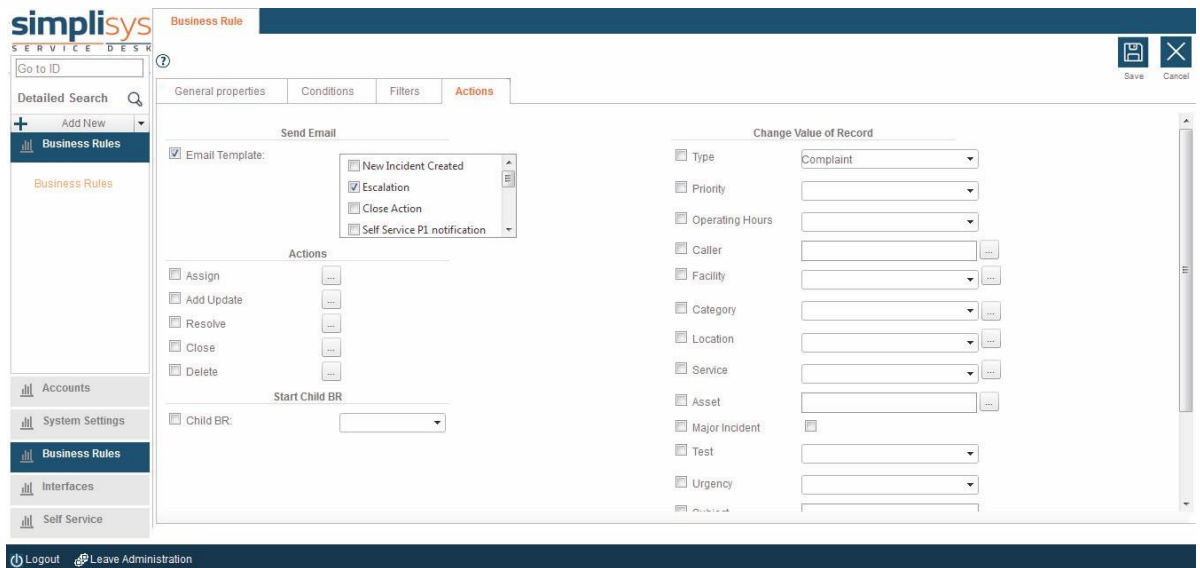 simplisys
SERVICE DESK
Business Rule
Go to ID
Detailed Search
Add New
Business Rules
Business Rules
Accounts
System Settings
Business Rules
Interfaces
Self Service
?
Save
Cancel
General properties
Conditions
Filters
Actions
Send Email
Email Template:
New Incident Created
Escalation
Close Action
Self Service P1 notification
Actions
Assign ...
Add Update ...
Resolve ...
Close ...
Delete ...
Start Child BR
Child BR:
Change Value of Record
Type Complaint
Priority
Operating Hours
Caller ...
Facility ...
Category ...
Location ...
Service ...
Asset ...
Major Incident
Test
Urgency
Logout
Leave Administration